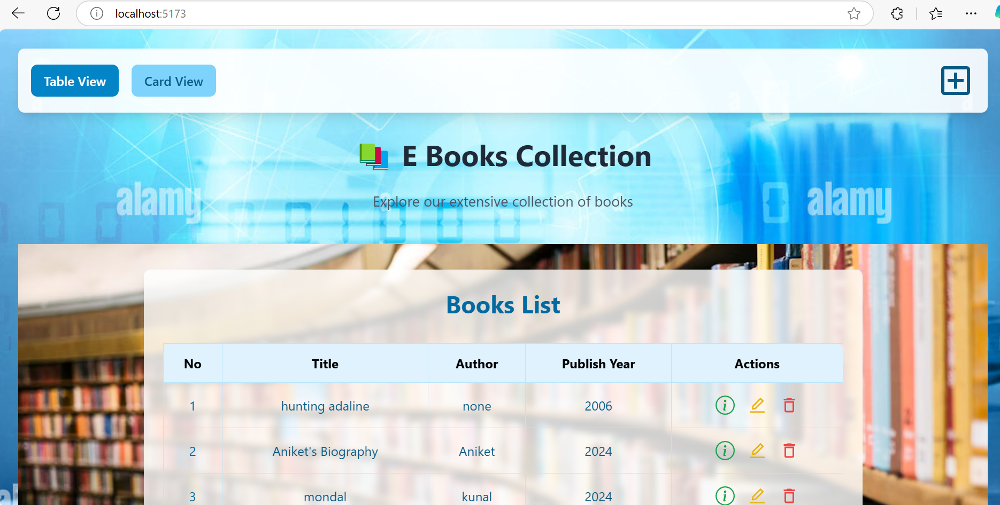 localhost:5173
Table View Card View
E Books Collection
alamy alamy
Explore our extensive collection of books
Books List
No Title Author Publish Year Actions
1 hunting adaline none 2006
2 Aniket's Biography Aniket 2024
3 mondal kunal 2024